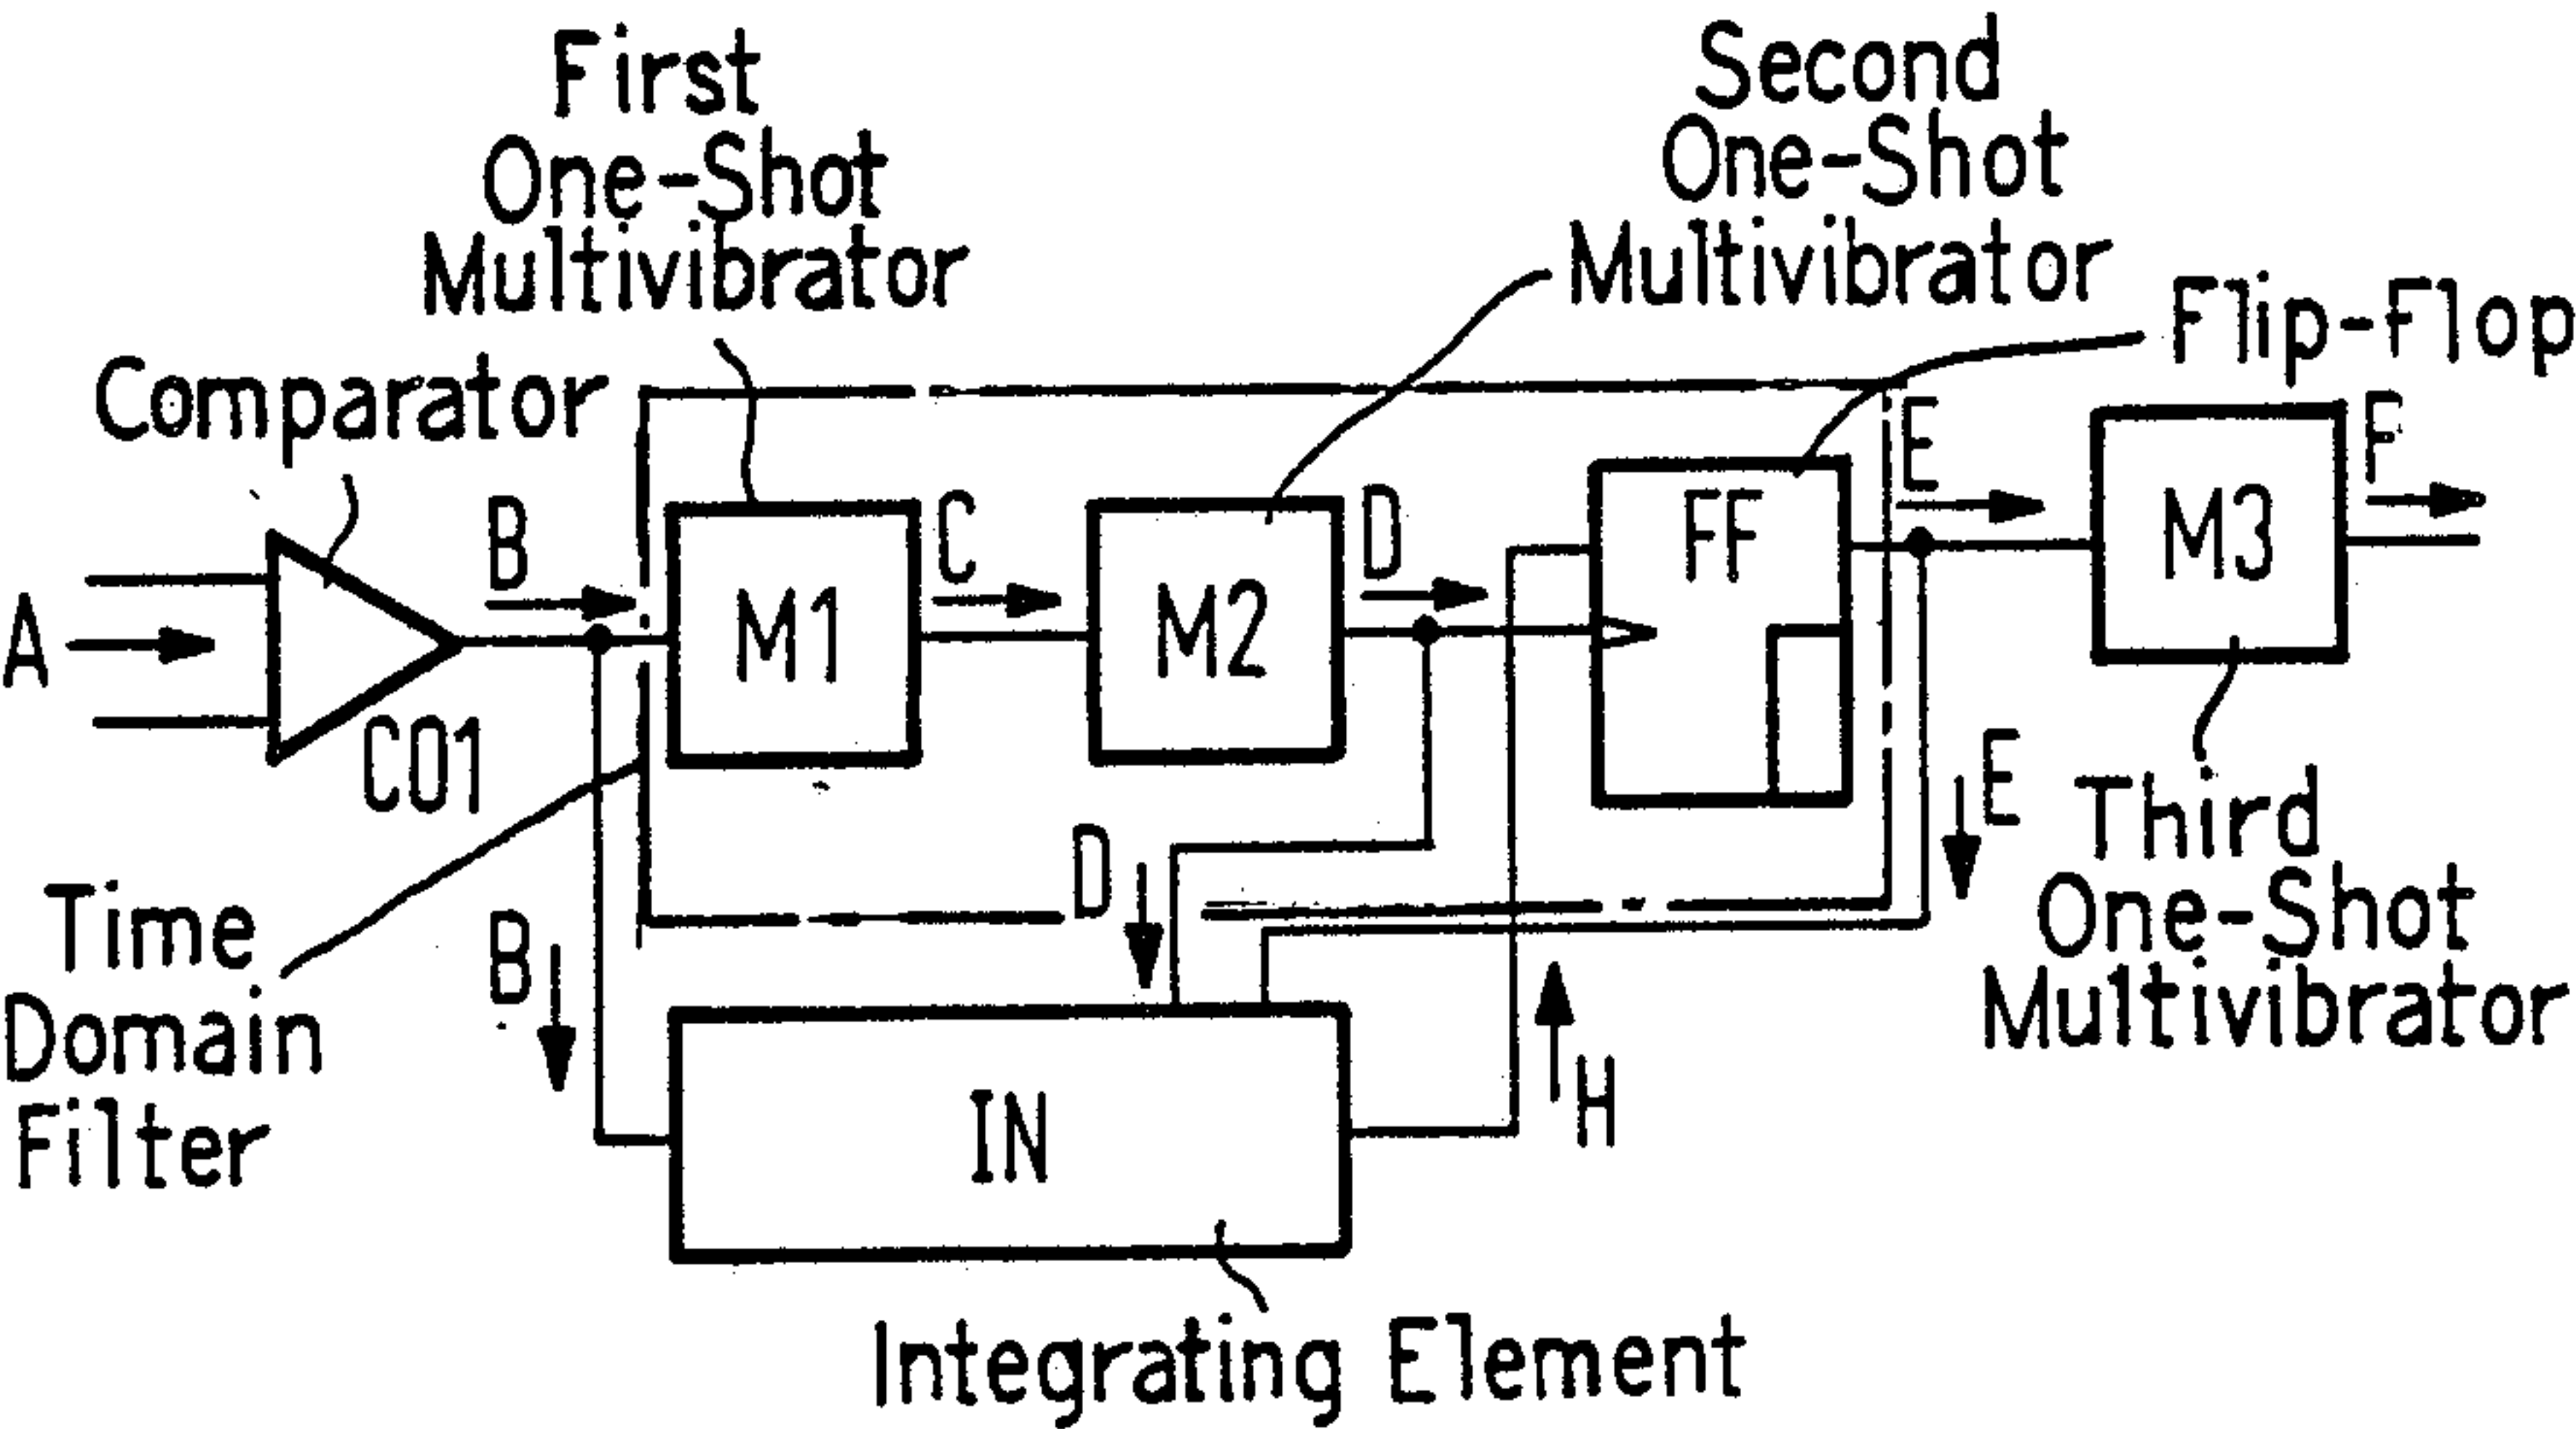 First
One-Shot
Multivibrator
Second
One-Shot
Multivibrator
Flip-Flop
Comparator
A
B
C
D
E
F
M1
M2
FF
M3
CO1
Time
Domain
Filter
B
D
E
Third
One-Shot
Multivibrator
H
IN
Integrating Element